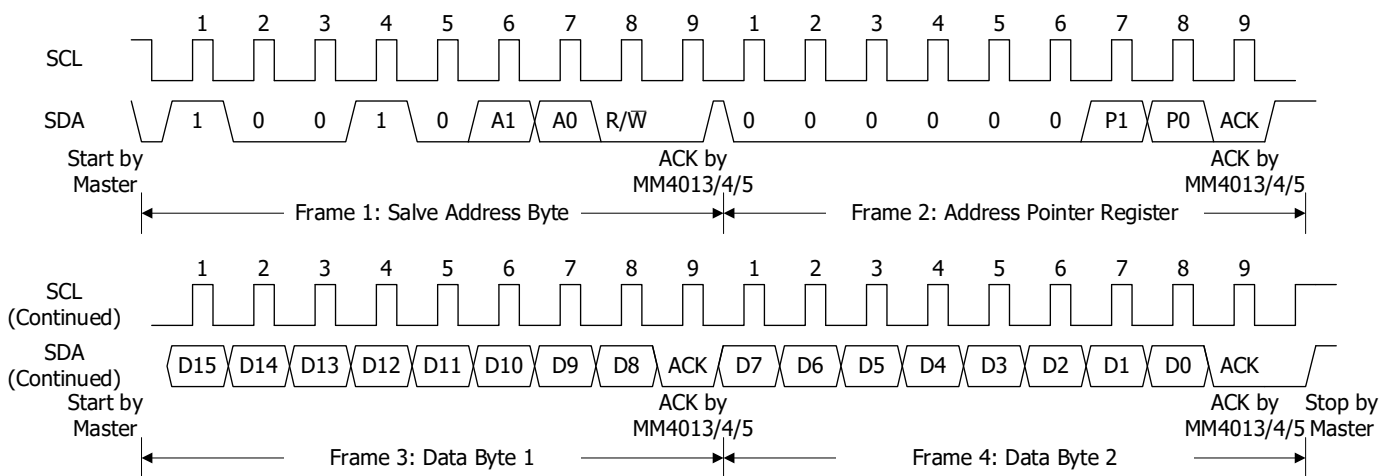 1 2 3 4 5 6 7 8 9 1 2 3 4 5 6 7 8 9
SCL
SDA 1 0 0 1 0 A1 A0 R/W̅ 0 0 0 0 0 0 P1 P0 ACK
Start by Master
ACK by MM4013/4/5
ACK by MM4013/4/5
Frame 1: Salve Address Byte
Frame 2: Address Pointer Register
1 2 3 4 5 6 7 8 9 1 2 3 4 5 6 7 8 9
SCL
(Continued)
SDA
(Continued)
D15 D14 D13 D12 D11 D10 D9 D8 ACK D7 D6 D5 D4 D3 D2 D1 D0 ACK
Start by Master
ACK by MM4013/4/5
ACK by MM4013/4/5
Stop by Master
Frame 3: Data Byte 1
Frame 4: Data Byte 2